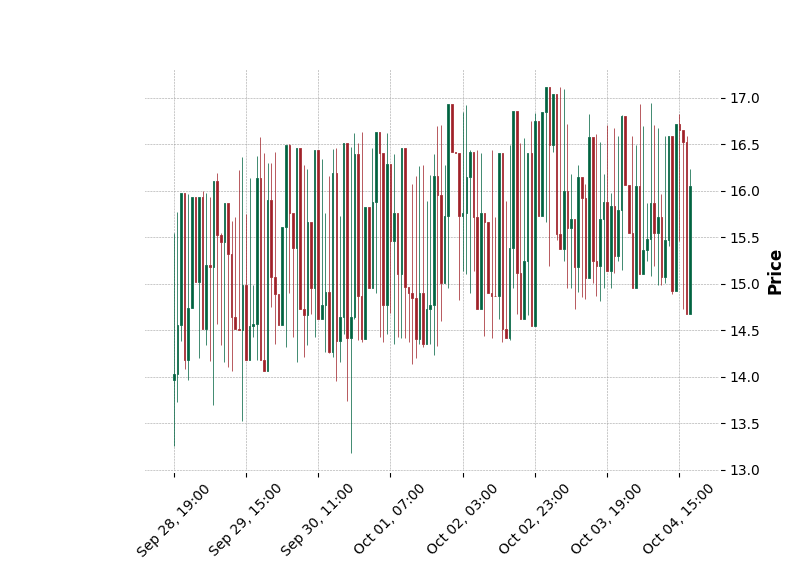 17.0
16.5
16.0
15.5
15.0
14.5
14.0
13.5
13.0
Price
Sep 28, 19:00
Sep 29, 15:00
Sep 30, 11:00
Oct 01, 07:00
Oct 02, 03:00
Oct 02, 23:00
Oct 03, 19:00
Oct 04, 15:00